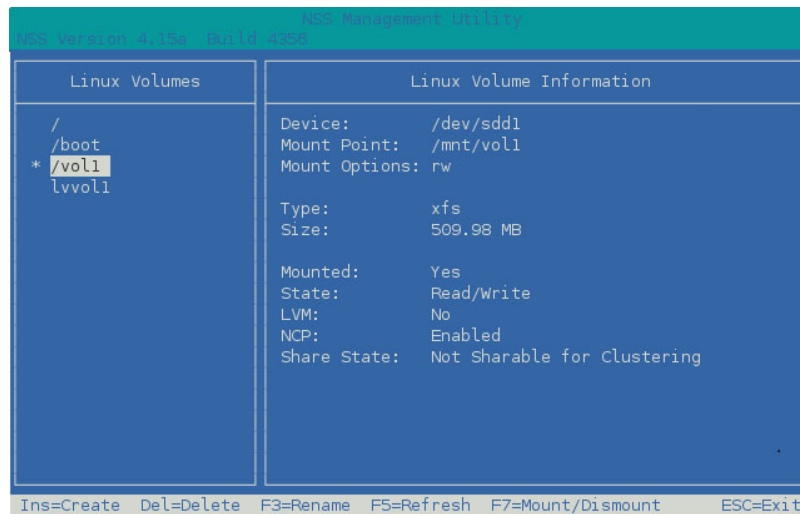 NSS Management Utility
NSS Version 4.15a Build 4356
Linux Volumes
/
/boot
* /vol1
lvvol1
Linux Volume Information
Device: /dev/sdd1
Mount Point: /mnt/vol1
Mount Options: rw
Type: xfs
Size: 509.98 MB
Mounted: Yes
State: Read/Write
LVM: No
NCP: Enabled
Share State: Not Sharable for Clustering
Ins=Create Del=Delete F3=Rename F5=Refresh F7=Mount/Dismount ESC=Exit